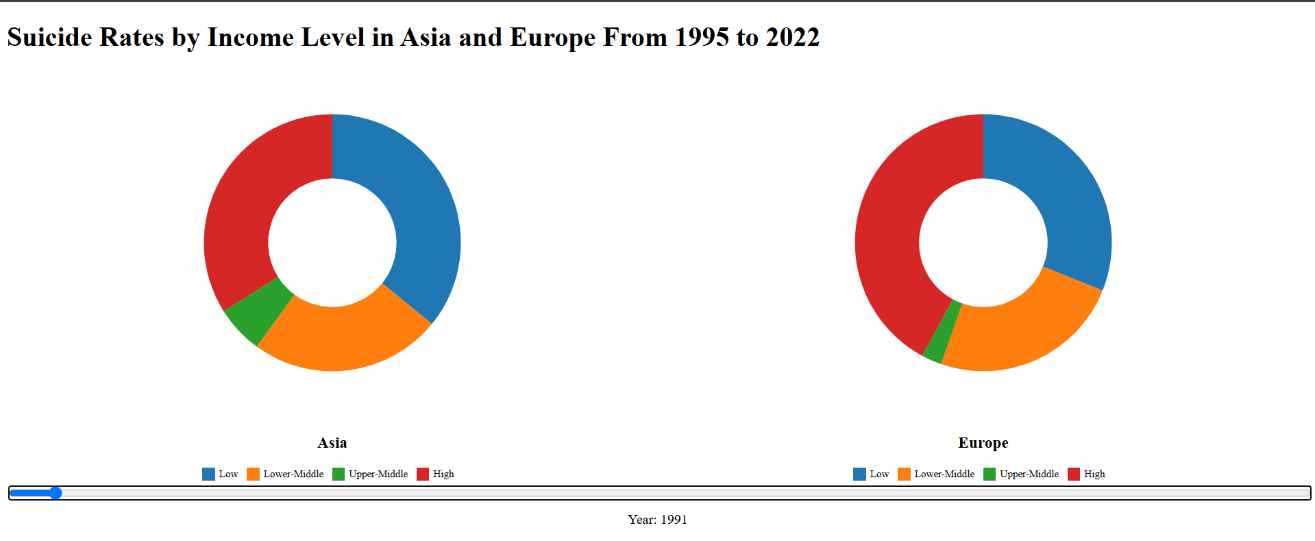 Suicide Rates by Income Level in Asia and Europe From 1995 to 2022
Asia
Low Lower-Middle Upper-Middle High
Europe
Low Lower-Middle Upper-Middle High
Year: 1991